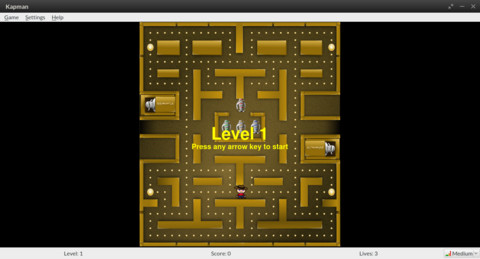 Kapman
Game Settings Help
Level 1
Press any arrow key to start
Level: 1 Score: 0 Lives: 3 Medium